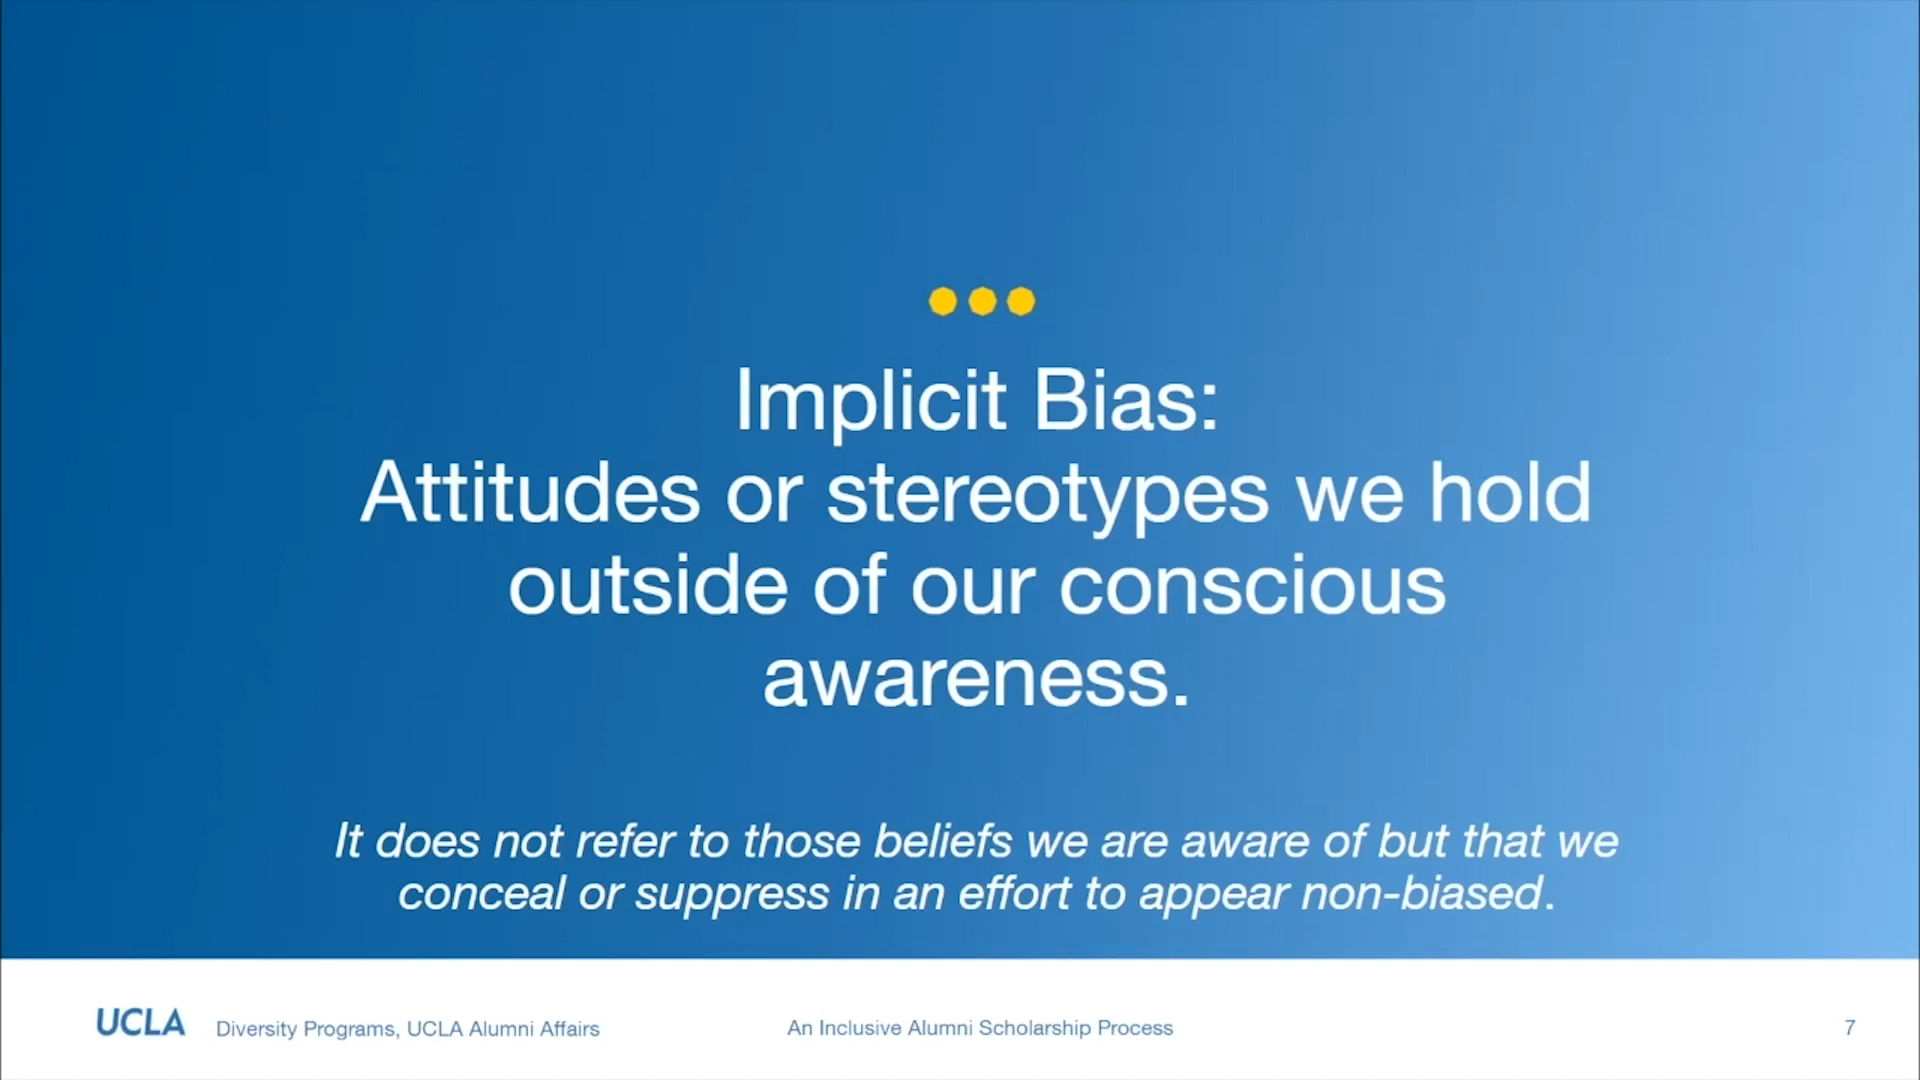 Implicit Bias:
Attitudes or stereotypes we hold
outside of our conscious
awareness.
It does not refer to those beliefs we are aware of but that we
conceal or suppress in an effort to appear non-biased.
UCLA Diversity Programs, UCLA Alumni Affairs An Inclusive Alumni Scholarship Process 7